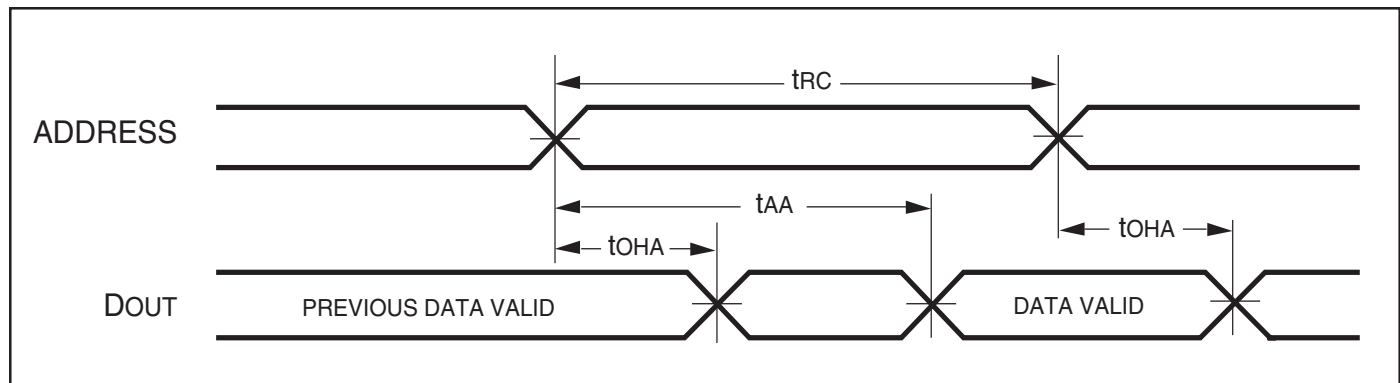 tRC
ADDRESS
tAA
tOHA
tOHA
DOUT
PREVIOUS DATA VALID
DATA VALID